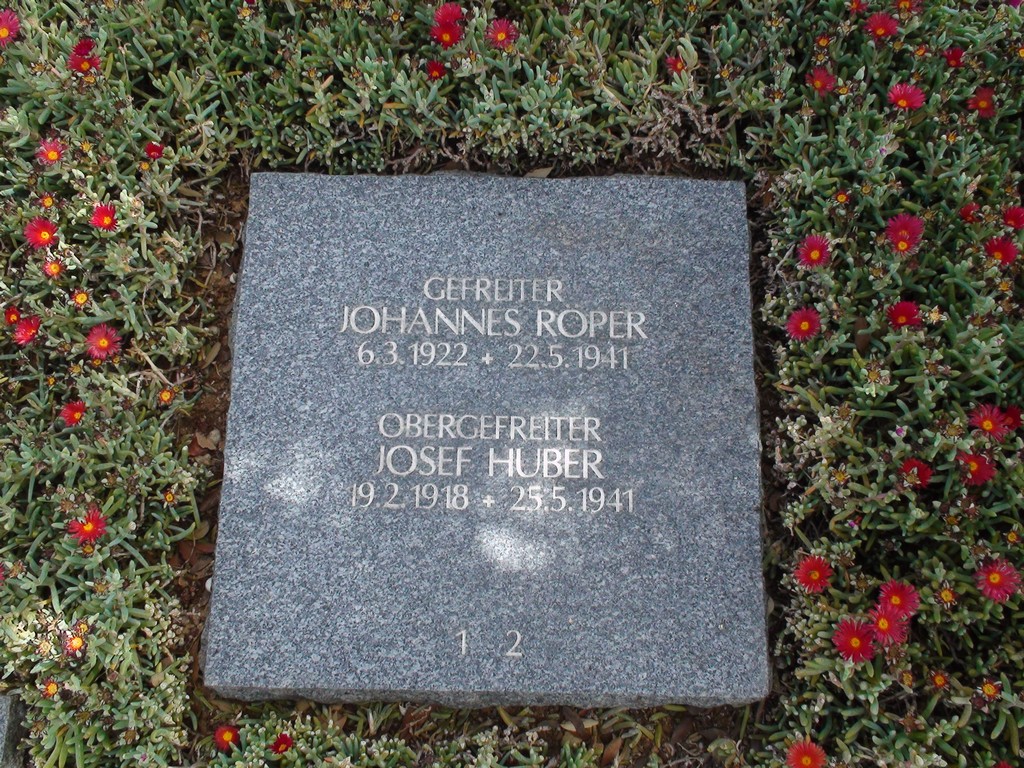 GEFREITER
JOHANNES RÖPER
6.3.1922 + 22.5.1941
OBERGEFREITER
JOSEF HUBER
19.2.1918 + 25.5.1941
1 2